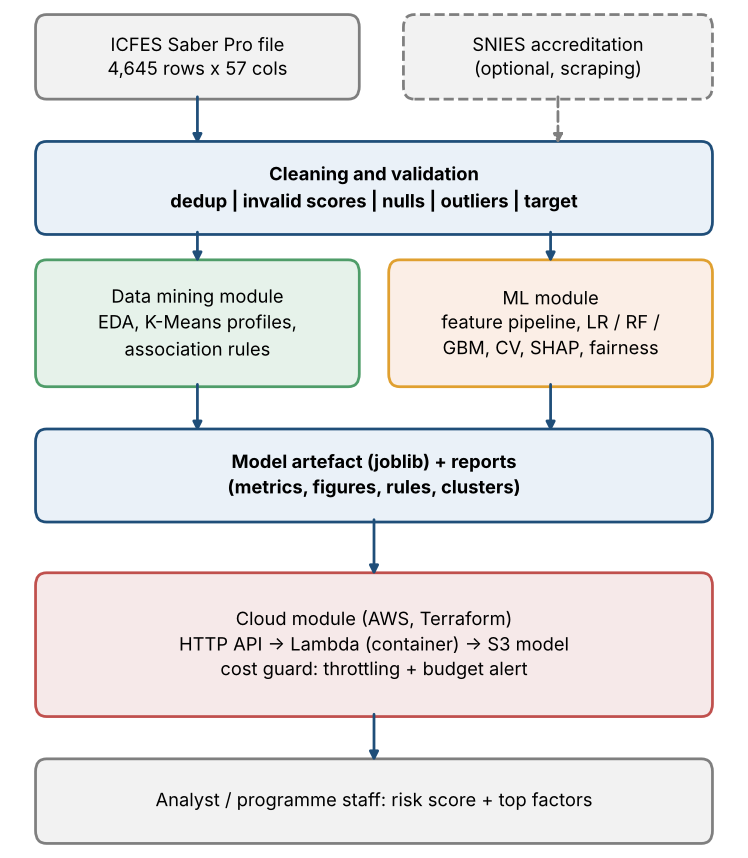 ICFES Saber Pro file
4,645 rows x 57 cols
SNIES accreditation
(optional, scraping)
Cleaning and validation
dedup | invalid scores | nulls | outliers | target
Data mining module
EDA, K-Means profiles,
association rules
ML module
feature pipeline, LR / RF /
GBM, CV, SHAP, fairness
Model artefact (joblib) + reports
(metrics, figures, rules, clusters)
Cloud module (AWS, Terraform)
HTTP API → Lambda (container) → S3 model
cost guard: throttling + budget alert
Analyst / programme staff: risk score + top factors